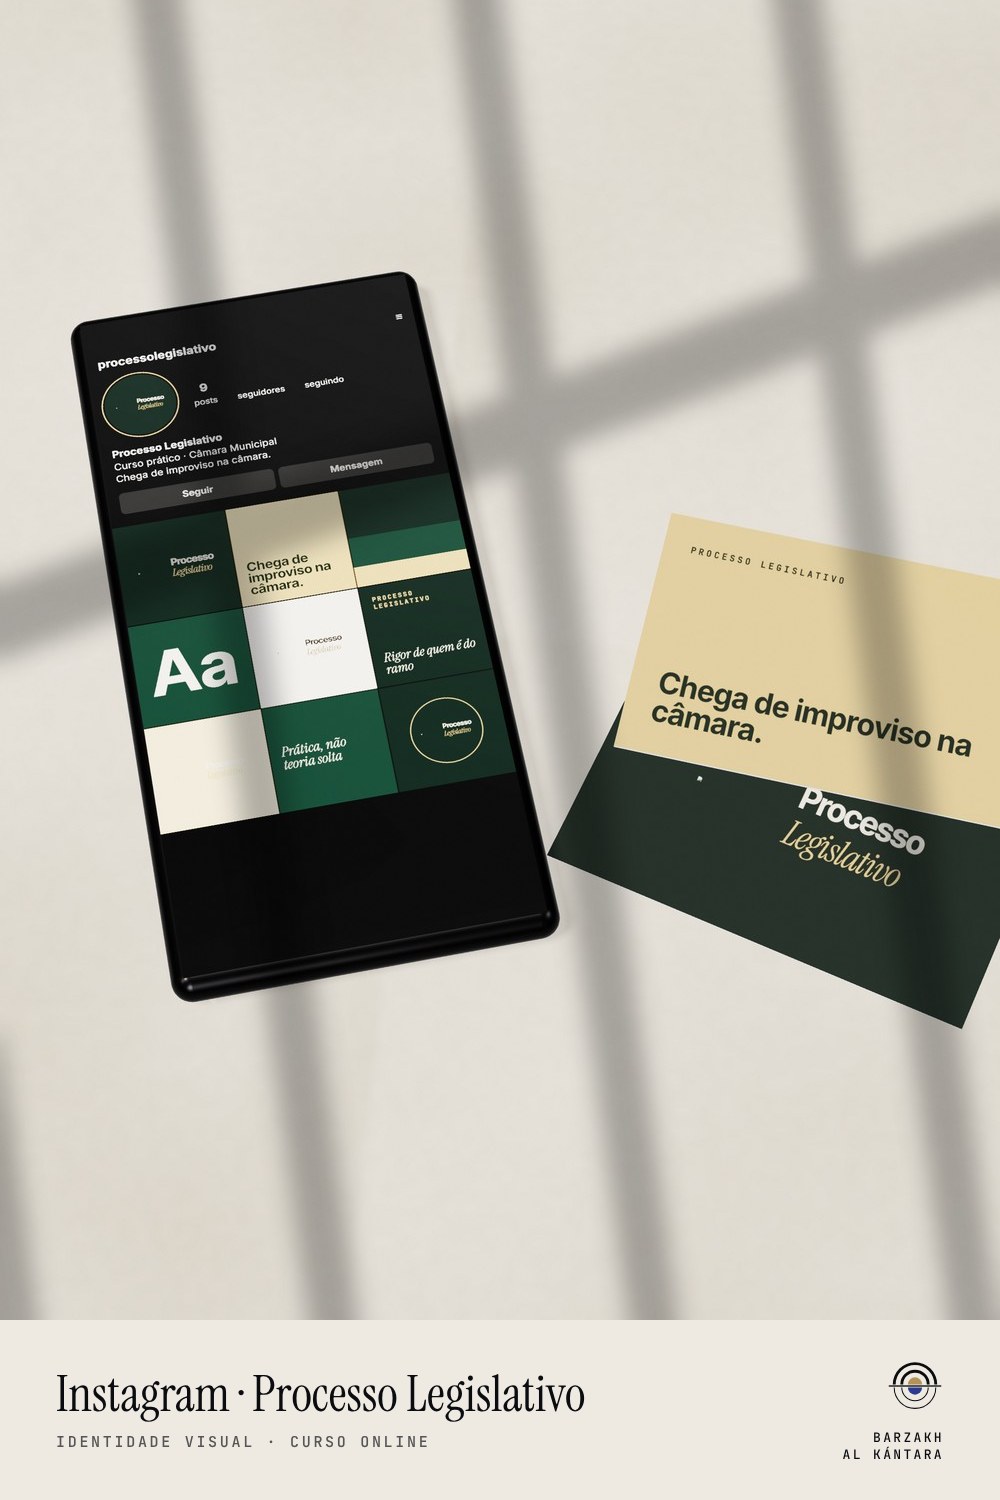 ≡
processolegislativo
Processo
Legislativo
9
posts
seguidores
seguindo
Processo Legislativo
Curso prático · Câmara Municipal
Chega de improviso na câmara.
Seguir
Mensagem
Processo
Legislativo
Chega de
improviso na
câmara.
Aa
Processo
Legislativo
PROCESSO
LEGISLATIVO
Rigor de quem é do
ramo
Prática, não
teoria solta
Processo
Legislativo
PROCESSO LEGISLATIVO
Chega de improviso na
câmara.
Processo
Legislativo
Instagram · Processo Legislativo
IDENTIDADE VISUAL · CURSO ONLINE
BARZAKH
AL KÁNTARA